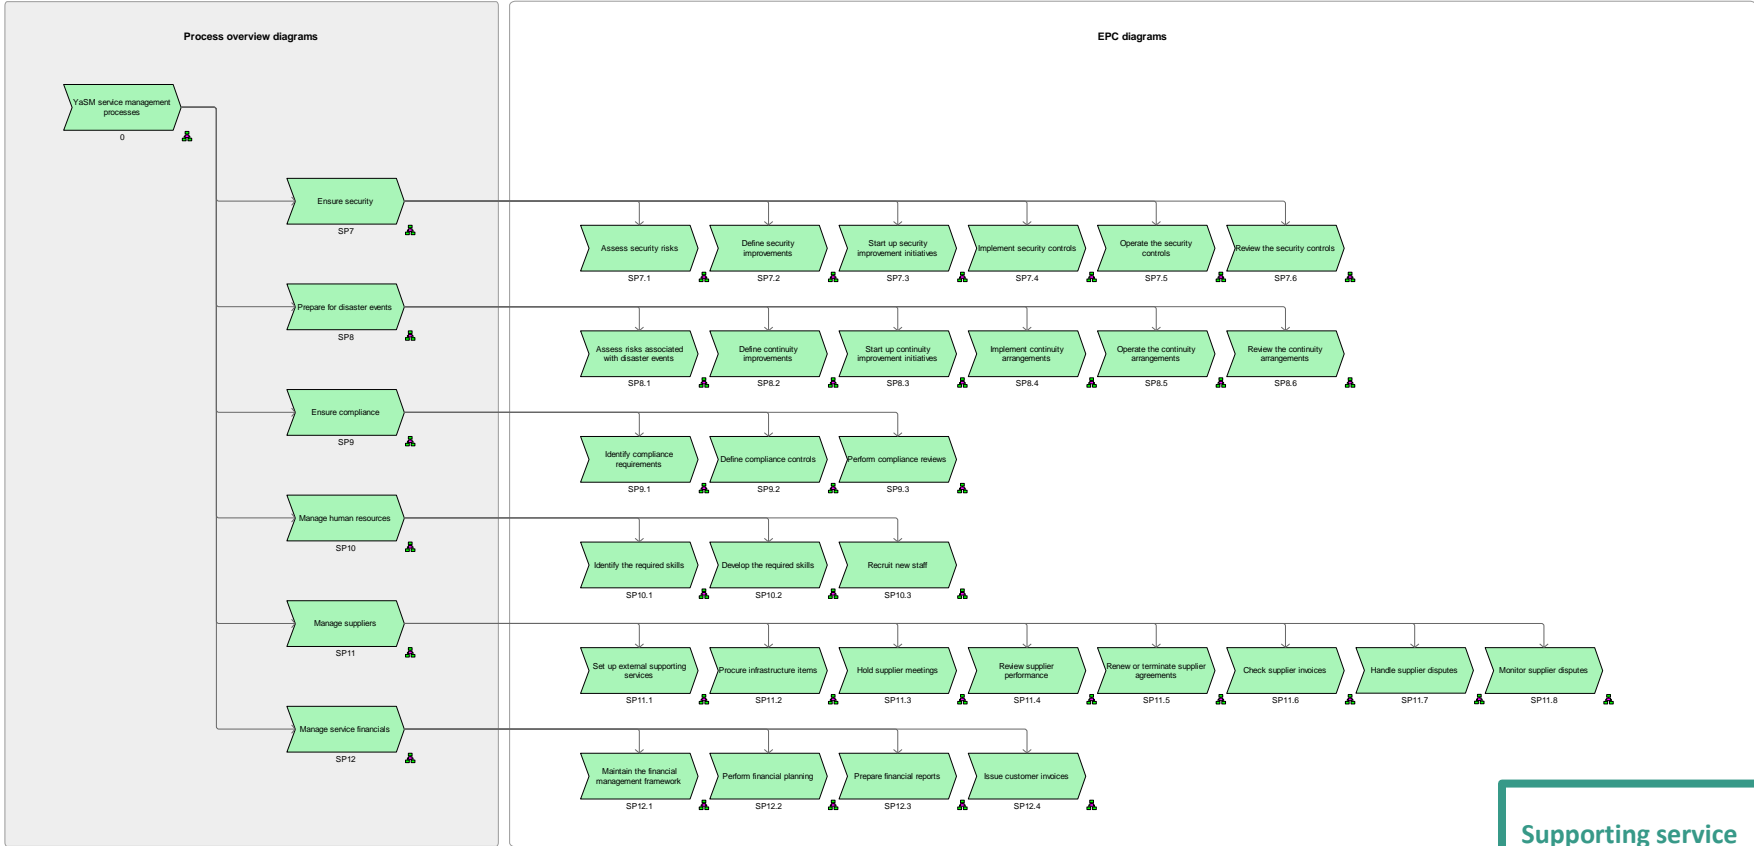 Process overview diagrams
EPC diagrams
YaSM service management
processes
0
Ensure security
SP7
Assess security risks
SP7.1
Define security
improvements
SP7.2
Start up security
improvement initiatives
SP7.3
Implement security controls
SP7.4
Operate the security
controls
SP7.5
Review the security controls
SP7.6
Prepare for disaster events
SP8
Assess risks associated
with disaster events
SP8.1
Define continuity
improvements
SP8.2
Start up continuity
improvement initiatives
SP8.3
Implement continuity
arrangements
SP8.4
Operate the continuity
arrangements
SP8.5
Review the continuity
arrangements
SP8.6
Ensure compliance
SP9
Identify compliance
requirements
SP9.1
Define compliance controls
SP9.2
Perform compliance reviews
SP9.3
Manage human resources
SP10
Identify the required skills
SP10.1
Develop the required skills
SP10.2
Recruit new staff
SP10.3
Manage suppliers
SP11
Set up external supporting
services
SP11.1
Procure infrastructure items
SP11.2
Hold supplier meetings
SP11.3
Review supplier
performance
SP11.4
Renew or terminate supplier
agreements
SP11.5
Check supplier invoices
SP11.6
Handle supplier disputes
SP11.7
Monitor supplier disputes
SP11.8
Manage service financials
SP12
Maintain the financial
management framework
SP12.1
Perform financial planning
SP12.2
Prepare financial reports
SP12.3
Issue customer invoices
SP12.4
Supporting service